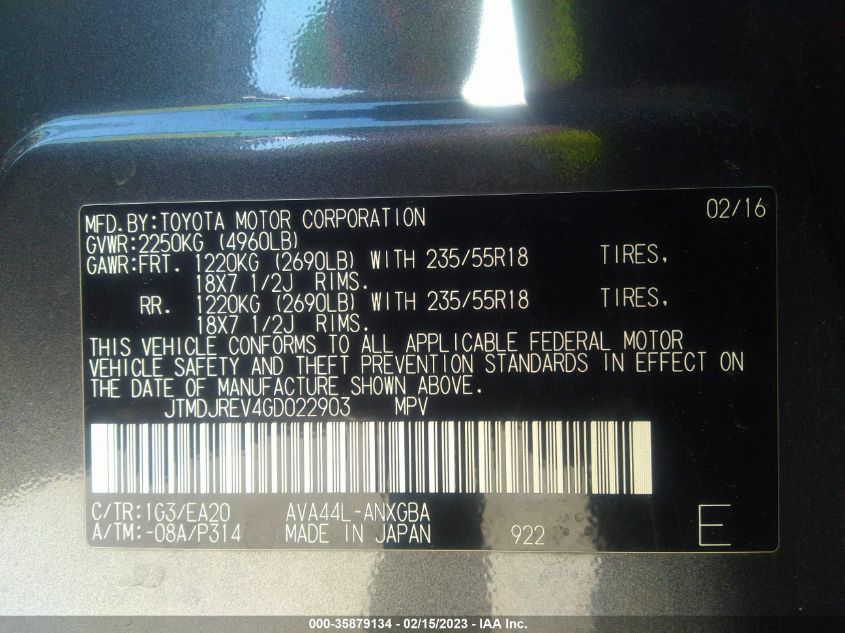 02/16
MFD.BY:TOYOTA MOTOR CORPORATION
GVWR:2250KG (4960LB)
GAWR:FRT. 1220KG (2690LB) WITH 235/55R18 TIRES,
18X7 1/2J RIMS.
RR. 1220KG (2690LB) WITH 235/55R18 TIRES,
18X7 1/2J RIMS.
THIS VEHICLE CONFORMS TO ALL APPLICABLE FEDERAL MOTOR
VEHICLE SAFETY AND THEFT PREVENTION STANDARDS IN EFFECT ON
THE DATE OF MANUFACTURE SHOWN ABOVE.
JTMDJREV4GD022903 MPV
C/TR:1G3/EA20 AVA44L-ANXGBA
A/TM:-08A/P314 MADE IN JAPAN 922 E
000-35879134 - 02/15/2023 - IAA Inc.